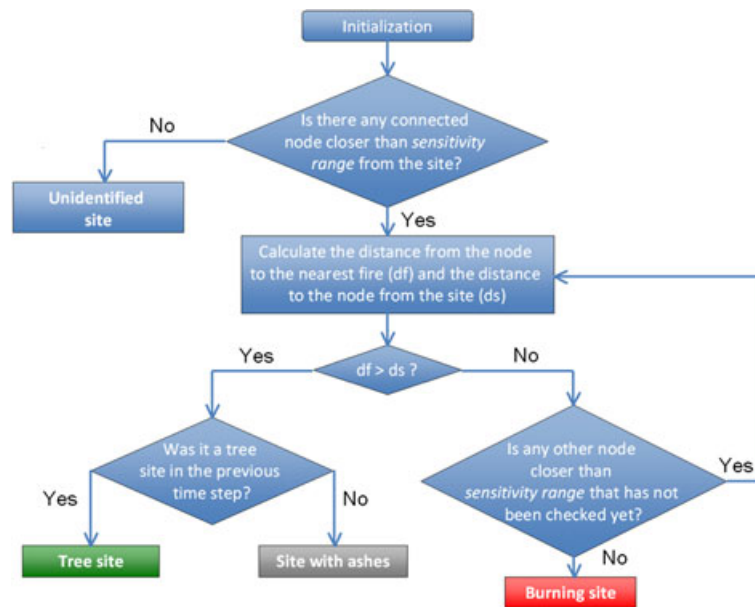 Initialization
Is there any connected
node closer than sensitivity
range from the site?
No
Unidentified
site
Yes
Calculate the distance from the node
to the nearest fire (df) and the distance
to the node from the site (ds)
Yes
df > ds ?
No
Was it a tree
site in the previous
time step?
Is any other node
closer than
sensitivity range that has not
been checked yet?
Yes
Yes
No
No
Tree site
Site with ashes
Burning site